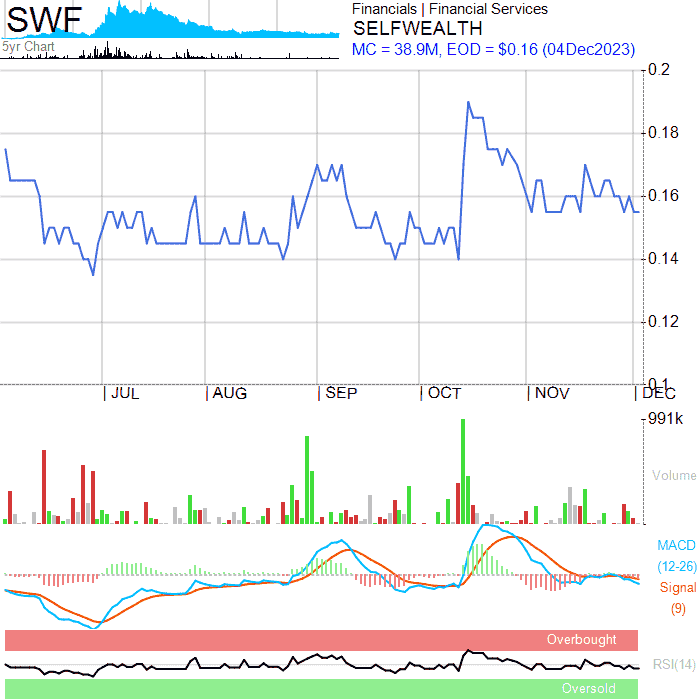 SWF
5yr Chart
Financials | Financial Services
SELFWEALTH
MC = 38.9M, EOD = $0.16 (04Dec2023)
0.2
0.18
0.16
0.14
0.12
0.1
JUL AUG SEP OCT NOV DEC
991k
Volume
MACD
(12-26)
Signal
(9)
Overbought
RSI(14)
Oversold